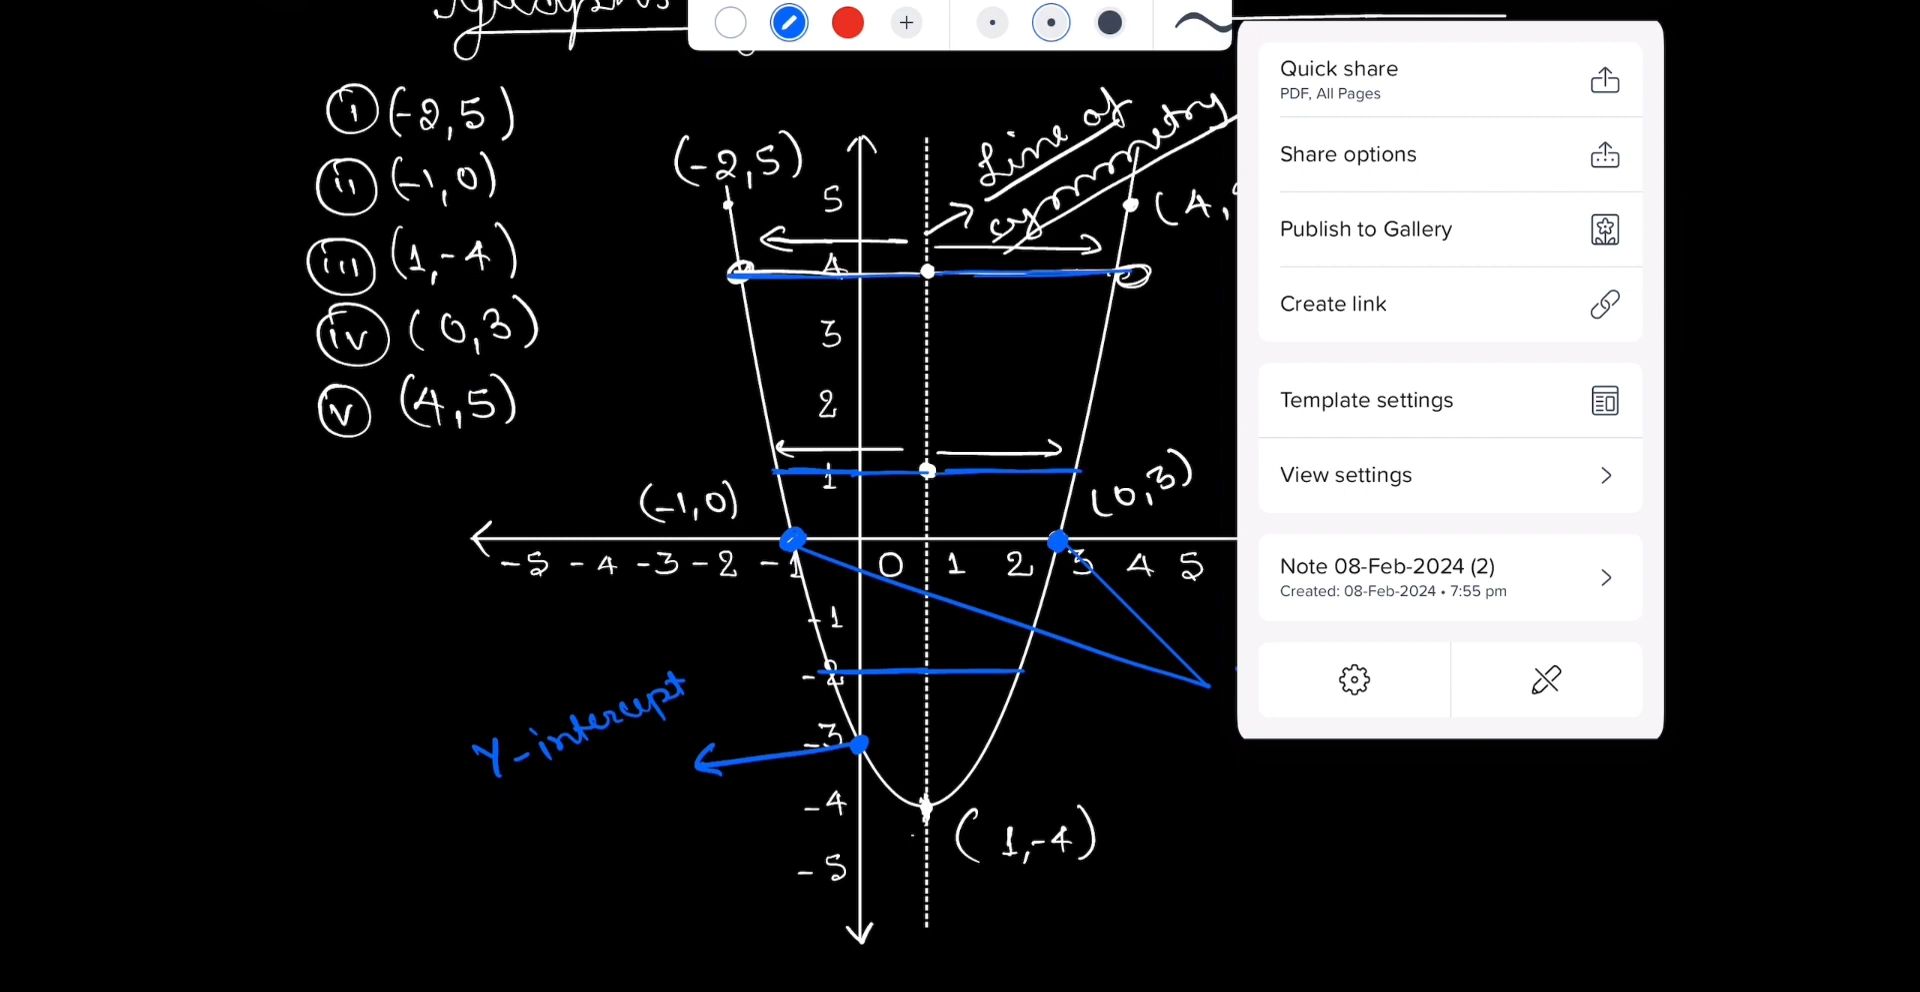 (i) (-2,5)
(ii) (-1,0)
(iii) (1,-4)
(iv) (0,3)
(v) (4,5)
(-2,5)
Line of
symmetry
(4,
5
4
3
2
1
(-1,0)
(0,3)
-5 -4 -3 -2 -1 0 1 2 3 4 5
-1
-2
-3
-4
-5
Y-intercept
(1,-4)
Quick share
PDF, All Pages
Share options
Publish to Gallery
Create link
Template settings
View settings
Note 08-Feb-2024 (2)
Created: 08-Feb-2024 • 7:55 pm